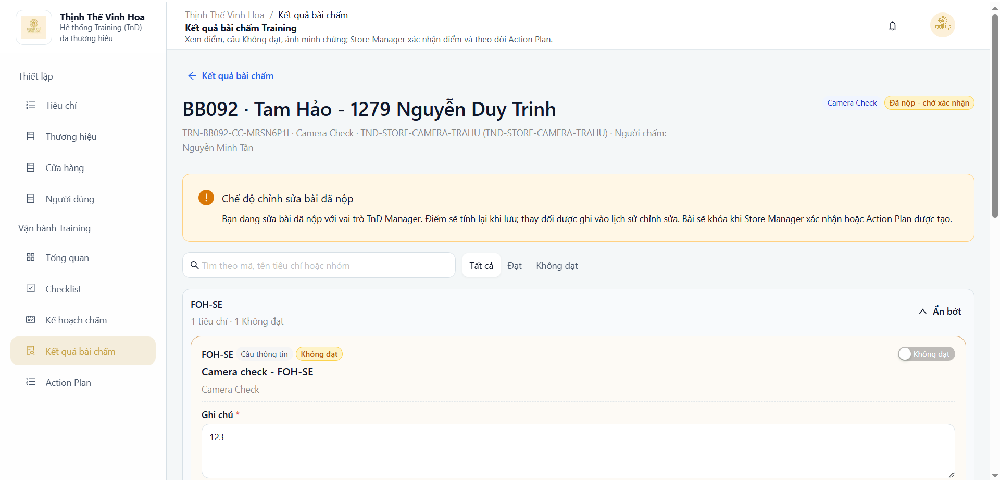 Thịnh Thế Vinh Hoa
Hệ thống Training (TnD)
đa thương hiệu
Thiết lập
Tiêu chí
Thương hiệu
Cửa hàng
Người dùng
Vận hành Training
Tổng quan
Checklist
Kế hoạch chấm
Kết quả bài chấm
Action Plan
Thịnh Thế Vinh Hoa / Kết quả bài chấm
Kết quả bài chấm Training
Xem điểm, câu Không đạt, ảnh minh chứng; Store Manager xác nhận điểm và theo dõi Action Plan.
THỊNH THẾ
VINH HOA
Kết quả bài chấm
BB092 · Tam Hảo - 1279 Nguyễn Duy Trinh
Camera Check
Đã nộp - chờ xác nhận
TRN-BB092-CC-MRSN6P1I · Camera Check · TND-STORE-CAMERA-TRAHU (TND-STORE-CAMERA-TRAHU) · Người chấm:
Nguyễn Minh Tân
Chế độ chỉnh sửa bài đã nộp
Bạn đang sửa bài đã nộp với vai trò TnD Manager. Điểm sẽ tính lại khi lưu; thay đổi được ghi vào lịch sử chỉnh sửa. Bài sẽ khóa khi Store Manager xác nhận hoặc Action Plan được tạo.
Tìm theo mã, tên tiêu chí hoặc nhóm
Tất cả
Đạt
Không đạt
FOH-SE
1 tiêu chí · 1 Không đạt
Ẩn bớt
FOH-SE
Câu thông tin
Không đạt
Không đạt
Camera check - FOH-SE
Camera Check
Ghi chú *
123